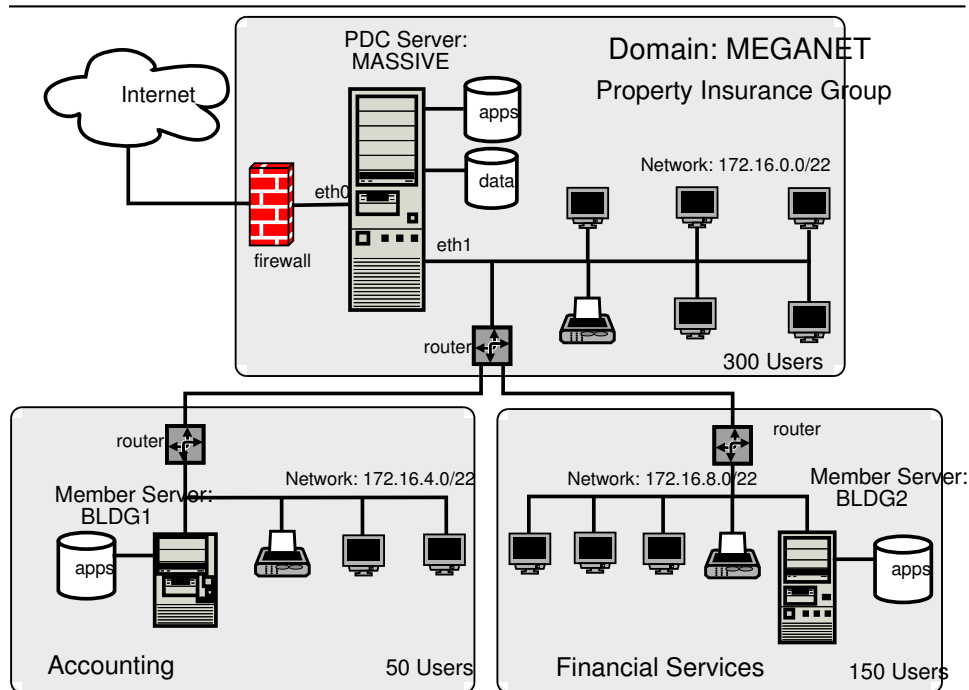 PDC Server:
MASSIVE
Domain: MEGANET
Property Insurance Group
Internet
apps
data
Network: 172.16.0.0/22
eth0
eth1
firewall
router
300 Users
router
Network: 172.16.4.0/22
Member Server:
BLDG1
apps
Accounting
50 Users
router
Network: 172.16.8.0/22
Member Server:
BLDG2
apps
Financial Services
150 Users